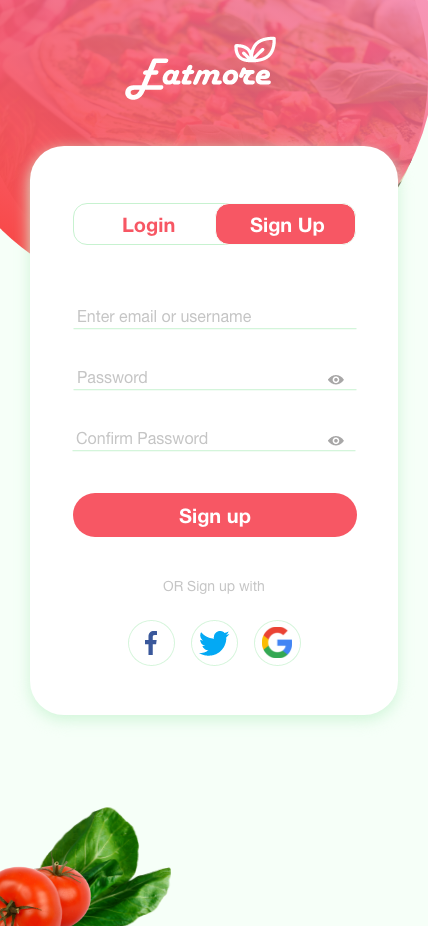 Eatmore
Login
Sign Up
Enter email or username
Password
Confirm Password
Sign up
OR Sign up with